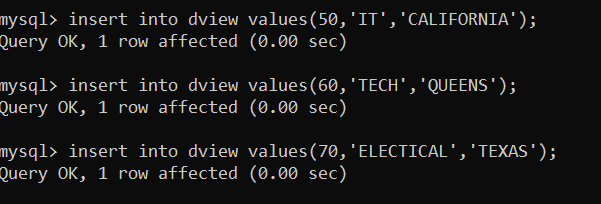 mysql> insert into dview values(50,'IT','CALIFORNIA');
Query OK, 1 row affected (0.00 sec)
mysql> insert into dview values(60,'TECH','QUEENS');
Query OK, 1 row affected (0.00 sec)
mysql> insert into dview values(70,'ELECTICAL','TEXAS');
Query OK, 1 row affected (0.00 sec)